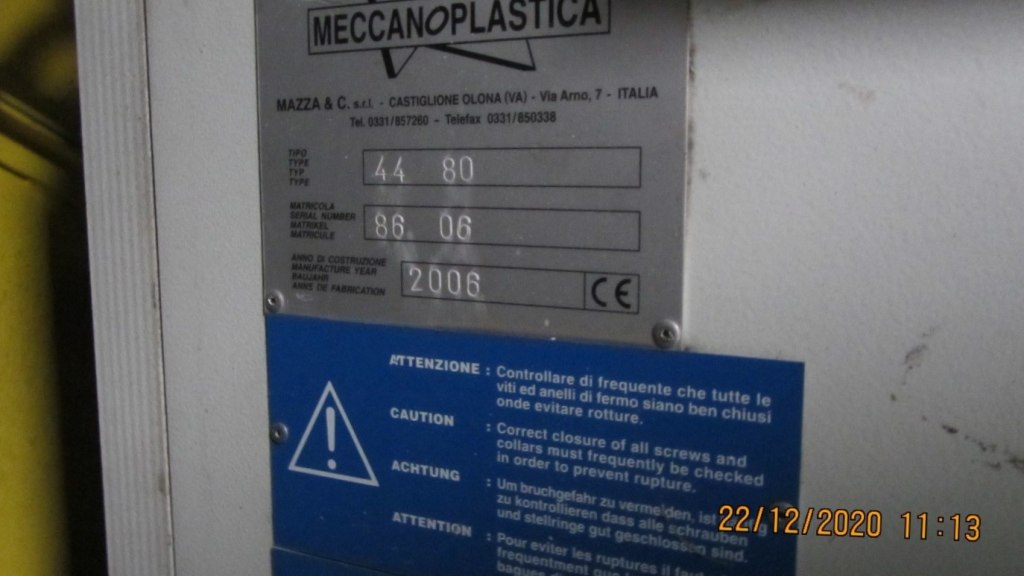 MECCANOPLASTICA
MAZZA & C. s.r.l. - CASTIGLIONE OLONA (VA) - Via Arno, 7 - ITALIA
Tel. 0331/857260 - Telefax 0331/850338
TIPO
TYPE
TYP
TYPE
44 80
MATRICOLA
SERIAL NUMBER
MATRIKEL
MATRICULE
86 06
ANNO DI COSTRUZIONE
MANUFACTURE YEAR
BAUJAHR
ANNS DE FABRICATION
2006
CE
ATTENZIONE : Controllare di frequente che tutte le
viti ed anelli di fermo siano ben chiusi
onde evitare rotture.
CAUTION : Correct closure of all screws and
collars must frequently be checked
in order to prevent rupture.
ACHTUNG : Um bruchgefahr zu vermeiden, ist
zu kontrollieren dass alle schrauben
und stellringe gut geschlossen sind.
ATTENTION : Pour eviter les ruptures il
frequentment que
bagues
22/12/2020 11:13